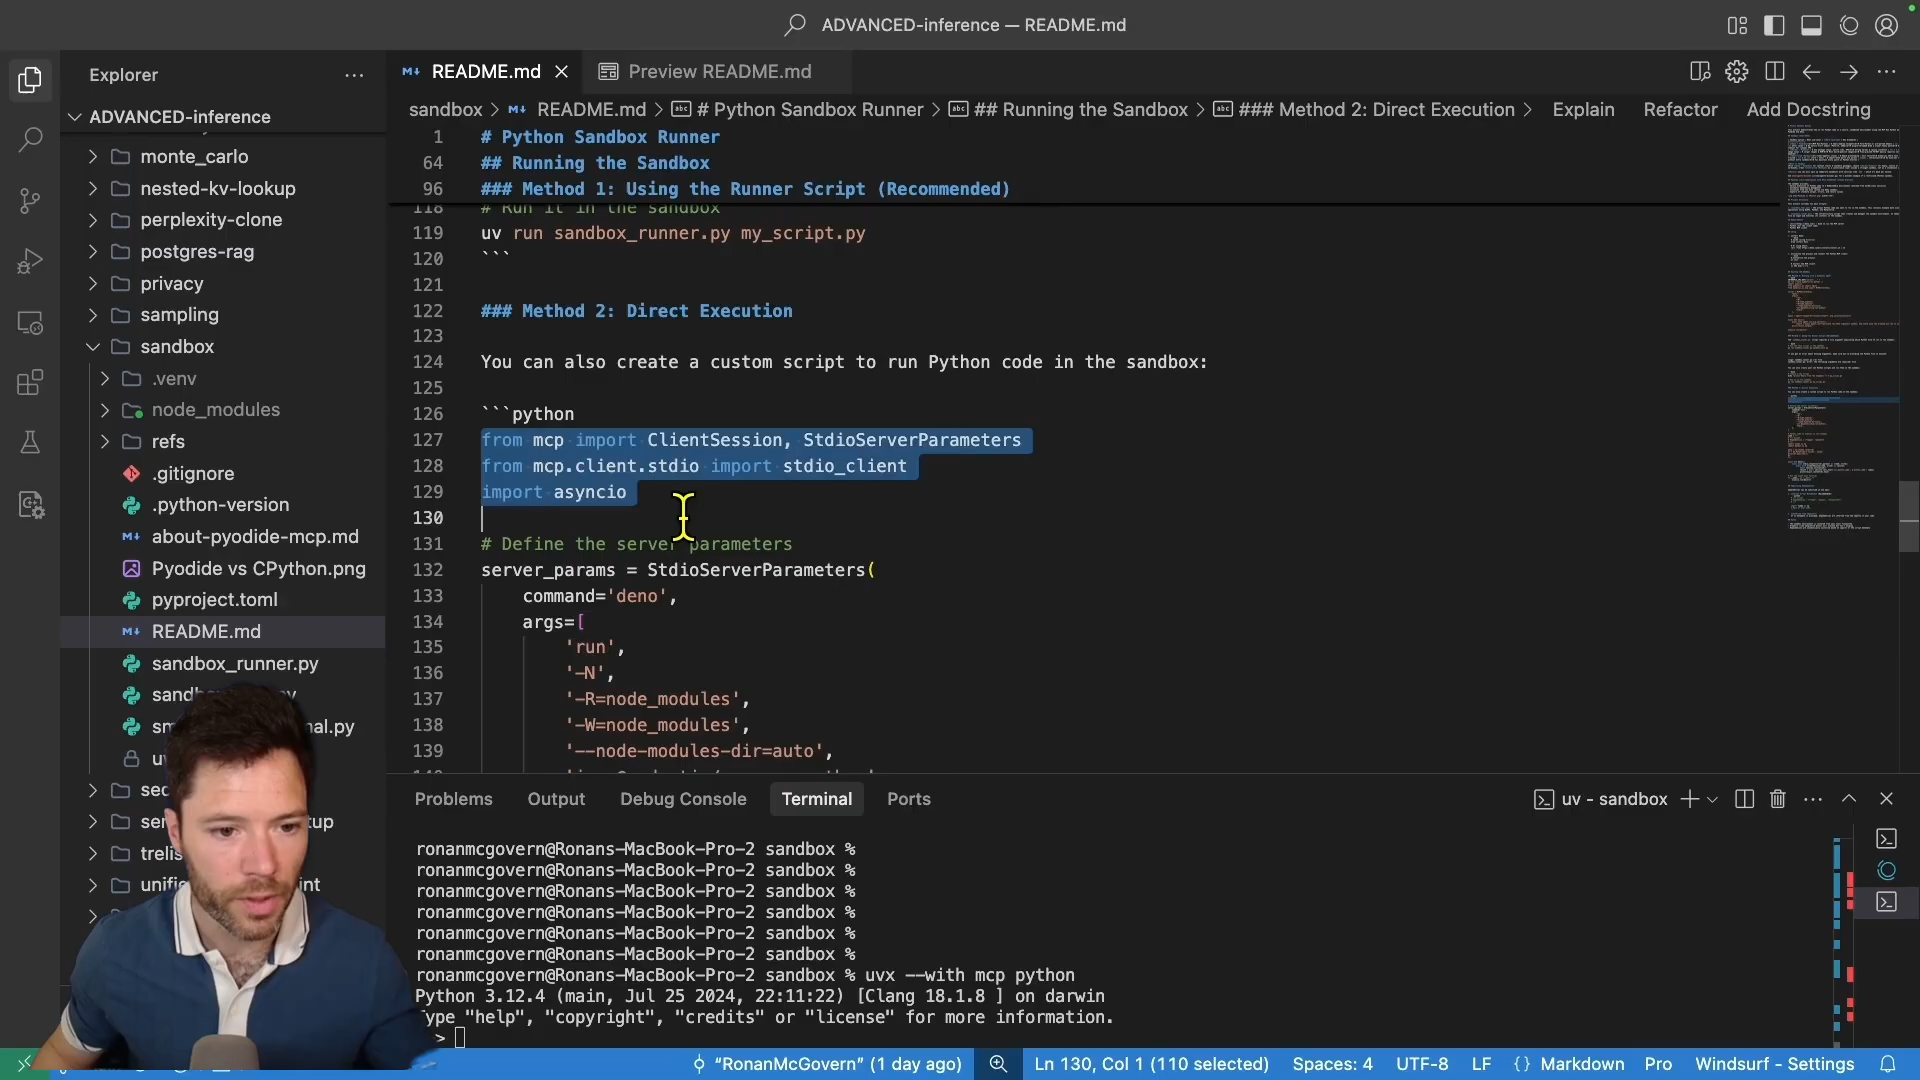 ADVANCED-inference — README.md
Explorer
ADVANCED-inference
monte_carlo
nested-kv-lookup
perplexity-clone
postgres-rag
privacy
sampling
sandbox
.venv
node_modules
refs
.gitignore
.python-version
about-pyodide-mcp.md
Pyodide vs CPython.png
pyproject.toml
README.md
sandbox_runner.py
README.md
Preview README.md
sandbox > README.md > # Python Sandbox Runner > ## Running the Sandbox > ### Method 2: Direct Execution >
Explain
Refactor
Add Docstring
1 # Python Sandbox Runner
64 ## Running the Sandbox
96 ### Method 1: Using the Runner Script (Recommended)
118 # Run it in the sandbox
119 uv run sandbox_runner.py my_script.py
120 ```
121
122 ### Method 2: Direct Execution
123
124 You can also create a custom script to run Python code in the sandbox:
125
126 ```python
127 from mcp import ClientSession, StdioServerParameters
128 from mcp.client.stdio import stdio_client
129 import asyncio
130
131 # Define the server parameters
132 server_params = StdioServerParameters(
133 command='deno',
134 args=[
135 'run',
136 '-N',
137 '-R=node_modules',
138 '-W=node_modules',
139 '--node-modules-dir=auto',
Problems
Output
Debug Console
Terminal
Ports
uv - sandbox
ronanmcgovern@Ronans-MacBook-Pro-2 sandbox %
ronanmcgovern@Ronans-MacBook-Pro-2 sandbox %
ronanmcgovern@Ronans-MacBook-Pro-2 sandbox %
ronanmcgovern@Ronans-MacBook-Pro-2 sandbox %
ronanmcgovern@Ronans-MacBook-Pro-2 sandbox %
ronanmcgovern@Ronans-MacBook-Pro-2 sandbox %
ronanmcgovern@Ronans-MacBook-Pro-2 sandbox % uvx --with mcp python
Python 3.12.4 (main, Jul 25 2024, 22:11:22) [Clang 18.1.8 ] on darwin
Type "help", "copyright", "credits" or "license" for more information.
>
"RonanMcGovern" (1 day ago)
Ln 130, Col 1 (110 selected)
Spaces: 4
UTF-8
LF
{} Markdown
Pro
Windsurf - Settings